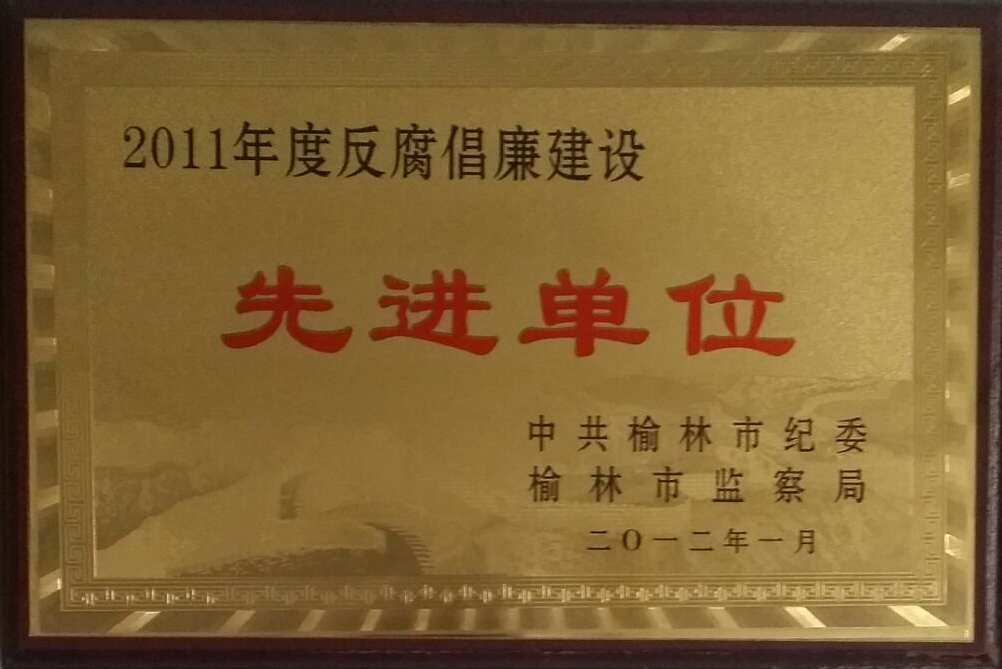 2011年度反腐倡廉建设
先进单位
中共榆林市纪委
榆林市监察局
二〇一二年一月